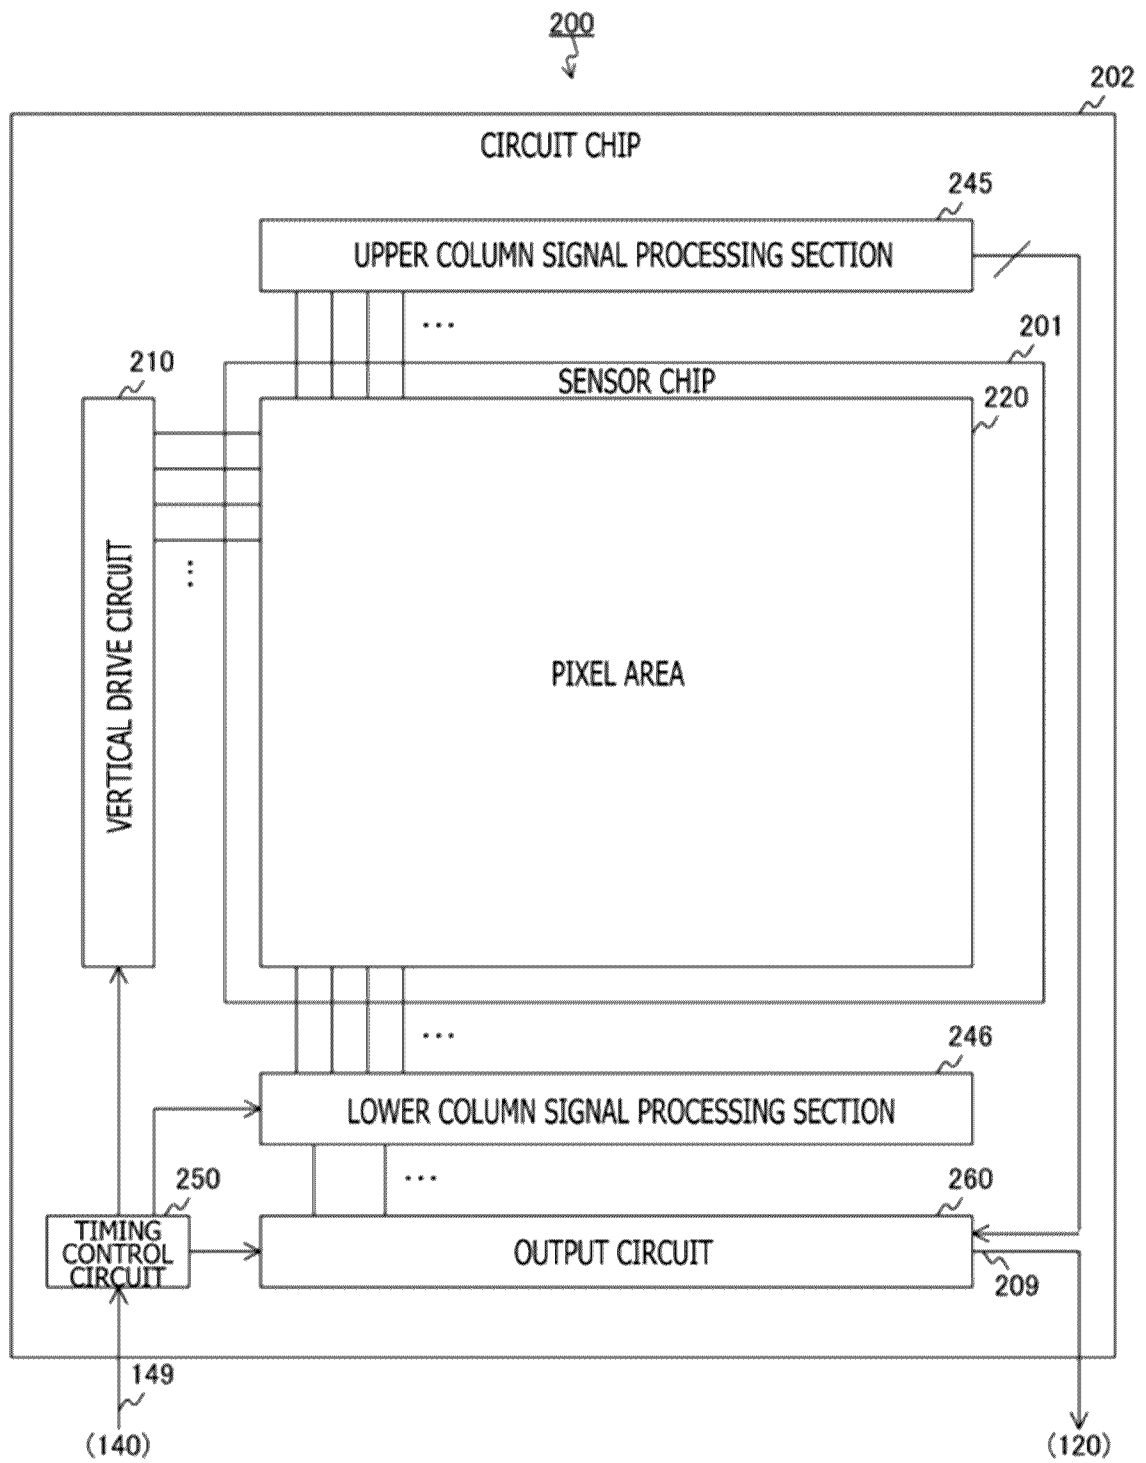 200
202
CIRCUIT CHIP
245
UPPER COLUMN SIGNAL PROCESSING SECTION
...
201
210
SENSOR CHIP
220
VERTICAL DRIVE CIRCUIT
...
PIXEL AREA
...
246
LOWER COLUMN SIGNAL PROCESSING SECTION
...
250
260
TIMING
CONTROL
CIRCUIT
OUTPUT CIRCUIT
209
149
(140)
(120)